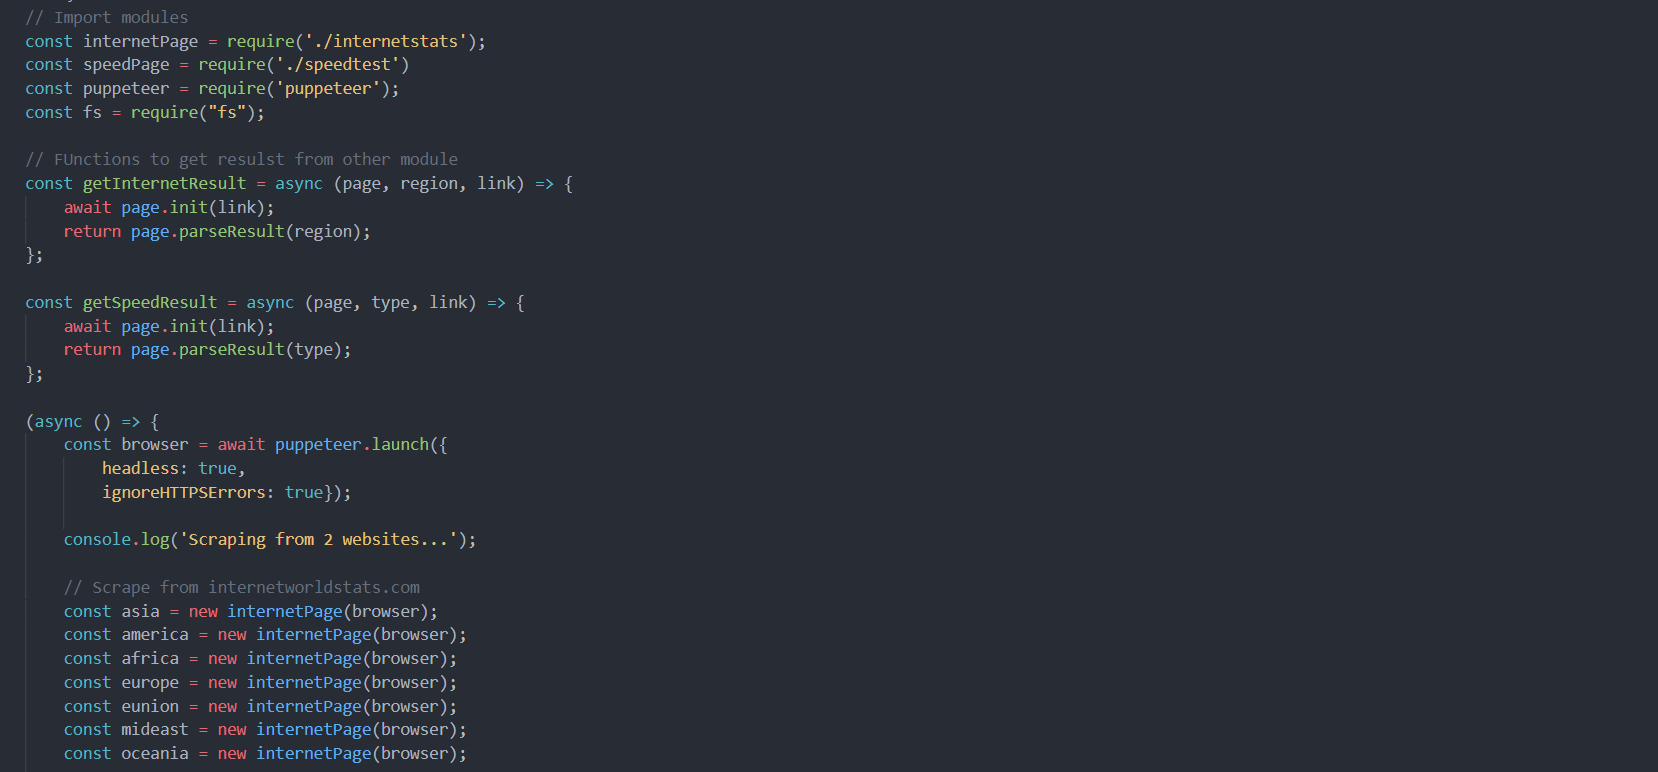 // Import modules
const internetPage = require('./internetstats');
const speedPage = require('./speedtest')
const puppeteer = require('puppeteer');
const fs = require("fs");
// FUnctions to get resulst from other module
const getInternetResult = async (page, region, link) => {
await page.init(link);
return page.parseResult(region);
};
const getSpeedResult = async (page, type, link) => {
await page.init(link);
return page.parseResult(type);
};
(async () => {
const browser = await puppeteer.launch({
headless: true,
ignoreHTTPSErrors: true});
console.log('Scraping from 2 websites...');
// Scrape from internetworldstats.com
const asia = new internetPage(browser);
const america = new internetPage(browser);
const africa = new internetPage(browser);
const europe = new internetPage(browser);
const eunion = new internetPage(browser);
const mideast = new internetPage(browser);
const oceania = new internetPage(browser);